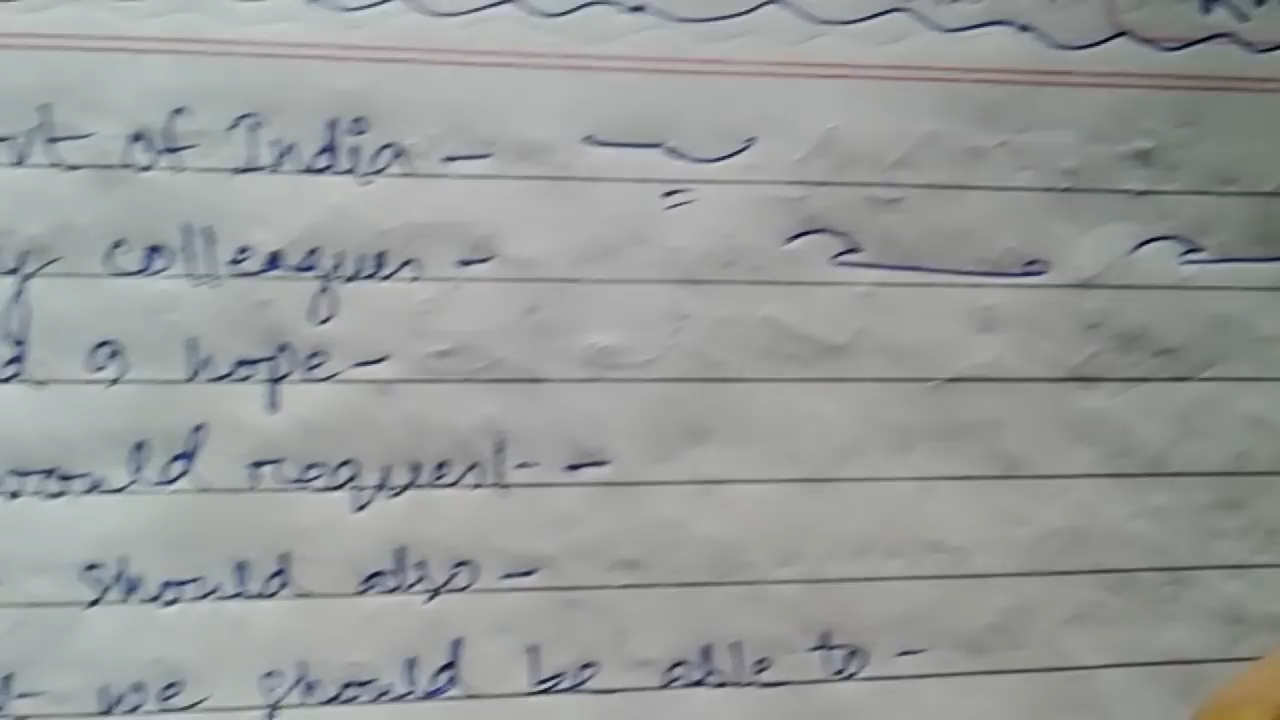 of India -
colleagues -
a hope -
would request -
should also -
we should be able to -